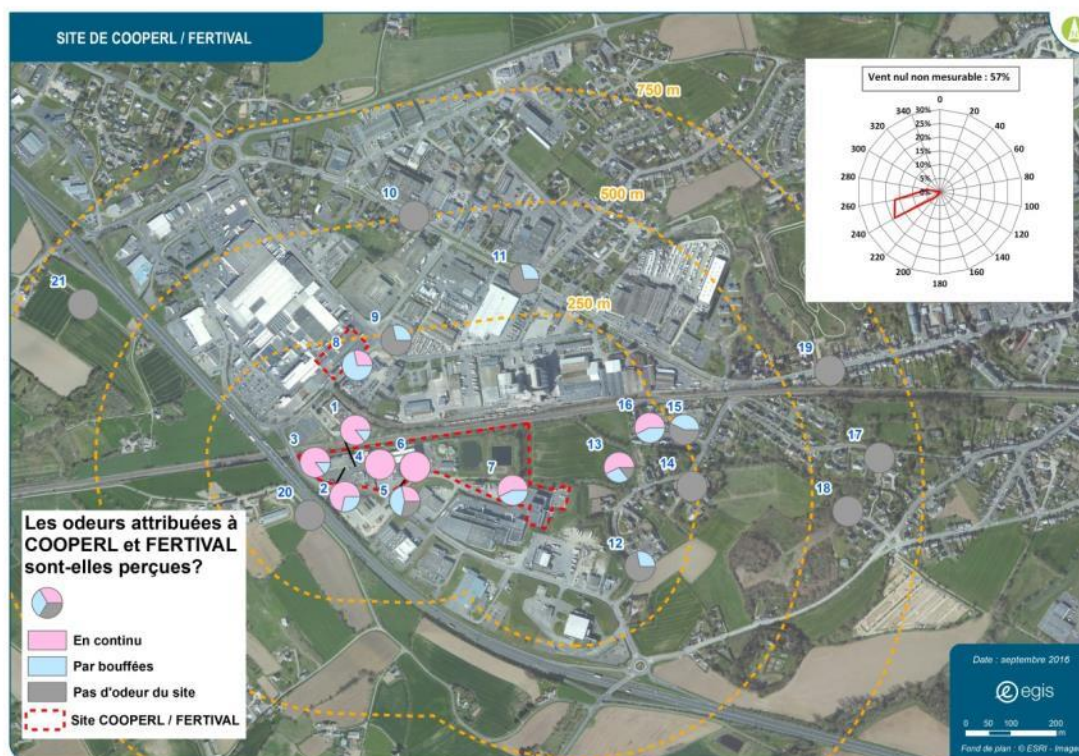 SITE DE COOPERL / FERTIVAL
Vent nul non mesurable : 57%
0
20
40
60
80
100
120
140
160
180
200
220
240
260
280
300
320
340
30%
25%
20%
15%
10%
5%
0%
750 m
500 m
250 m
10
11
21
9
8
19
1
16
15
3
4
6
13
17
7
14
2
5
20
18
12
Les odeurs attribuées à
COOPERL et FERTIVAL
sont-elles perçues?
En continu
Par bouffées
Pas d'odeur du site
Site COOPERL / FERTIVAL
Date : septembre 2016
egis
0 50 100 200
m
Fond de plan : © ESRI - Image